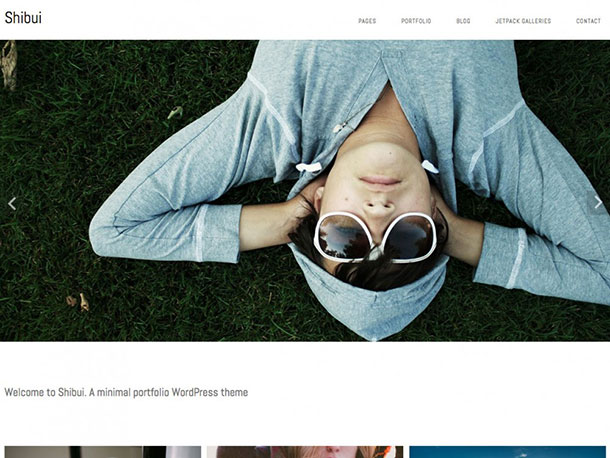 Shibui
PAGES PORTFOLIO BLOG JETPACK GALLERIES CONTACT
Welcome to Shibui. A minimal portfolio WordPress theme